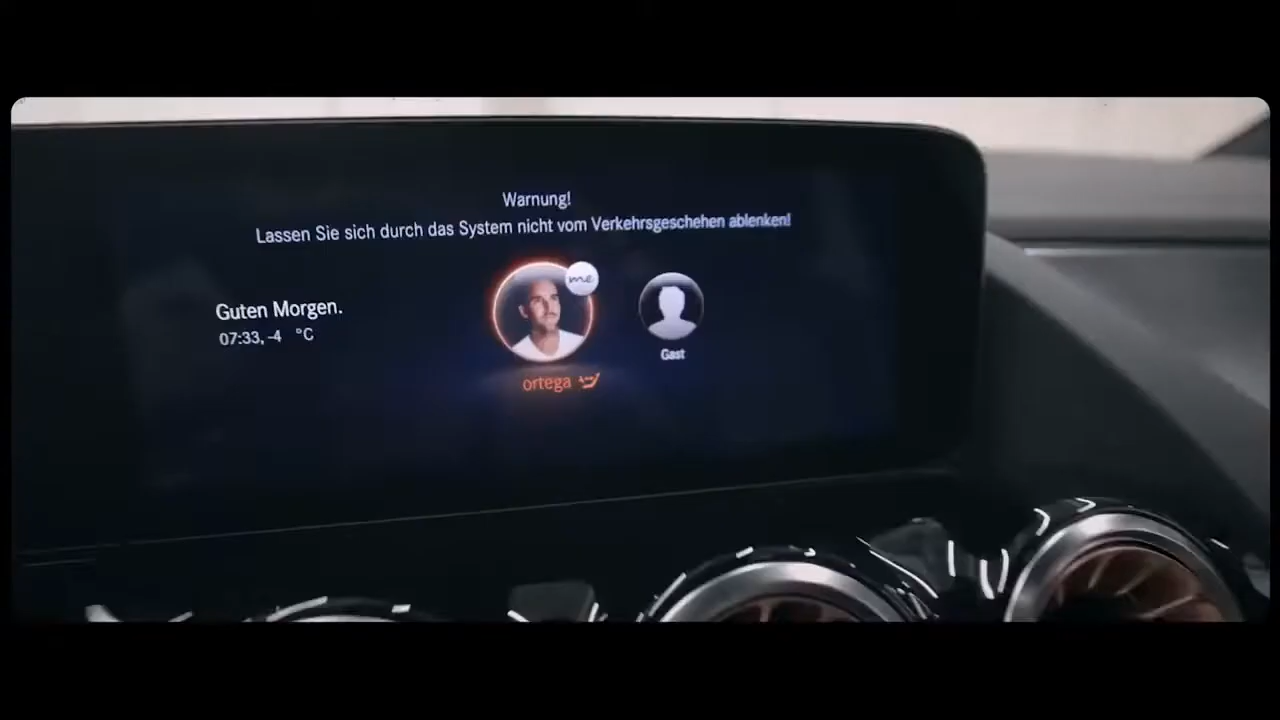 Warnung!
Lassen Sie sich durch das System nicht vom Verkehrsgeschehen ablenken!
me
Guten Morgen.
07:33, -4 °C
Gast
ortega